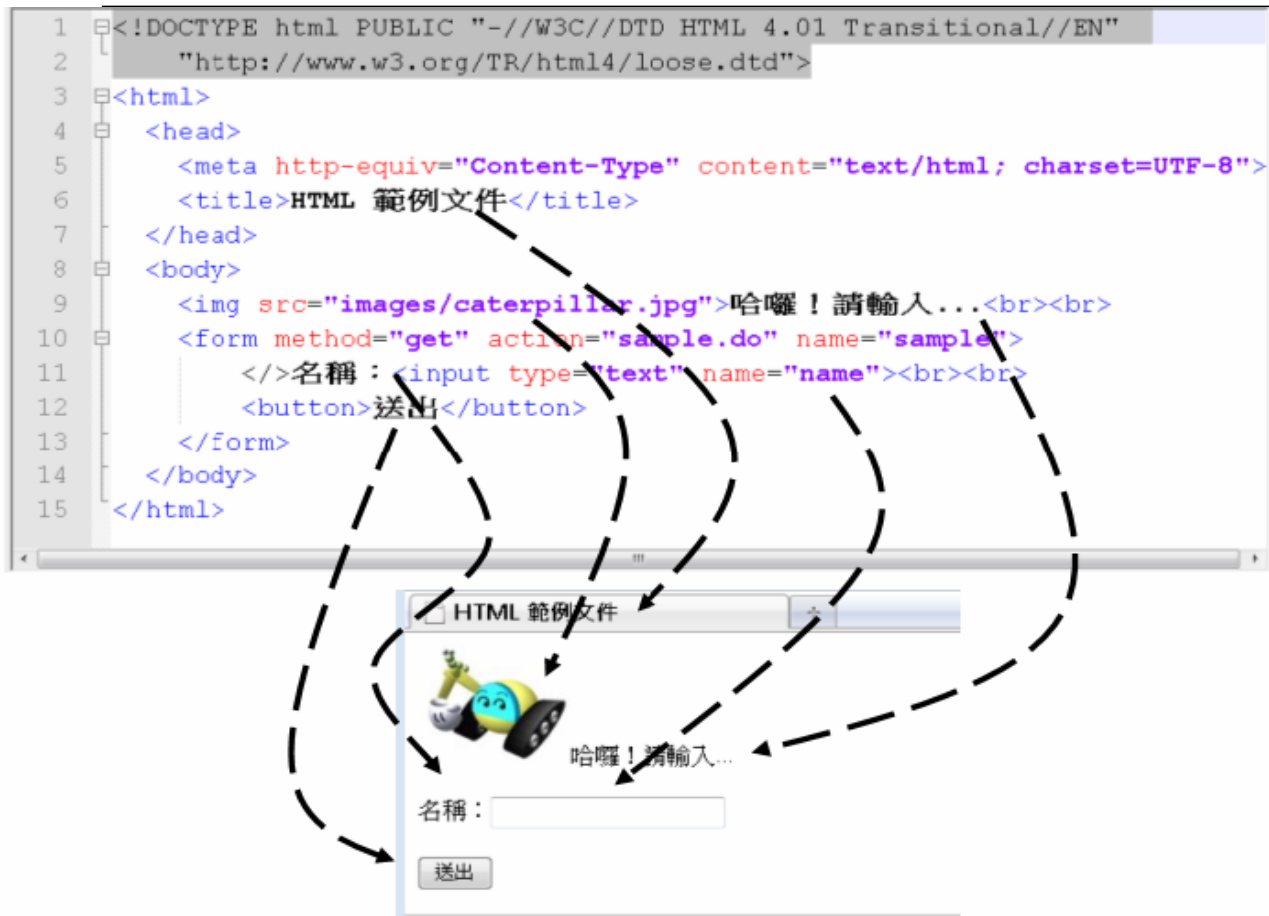 1 <!DOCTYPE html PUBLIC "-//W3C//DTD HTML 4.01 Transitional//EN"
2 "http://www.w3.org/TR/html4/loose.dtd">
3 <html>
4 <head>
5 <meta http-equiv="Content-Type" content="text/html; charset=UTF-8">
6 <title>HTML 範例文件</title>
7 </head>
8 <body>
9 <img src="images/caterpillar.jpg">哈囉！請輸入...<br><br>
10 <form method="get" action="sample.do" name="sample">
11 </>名稱：<input type="text" name="name"><br><br>
12 <button>送出</button>
13 </form>
14 </body>
15 </html>
HTML 範例文件
哈囉！請輸入...
名稱：
送出